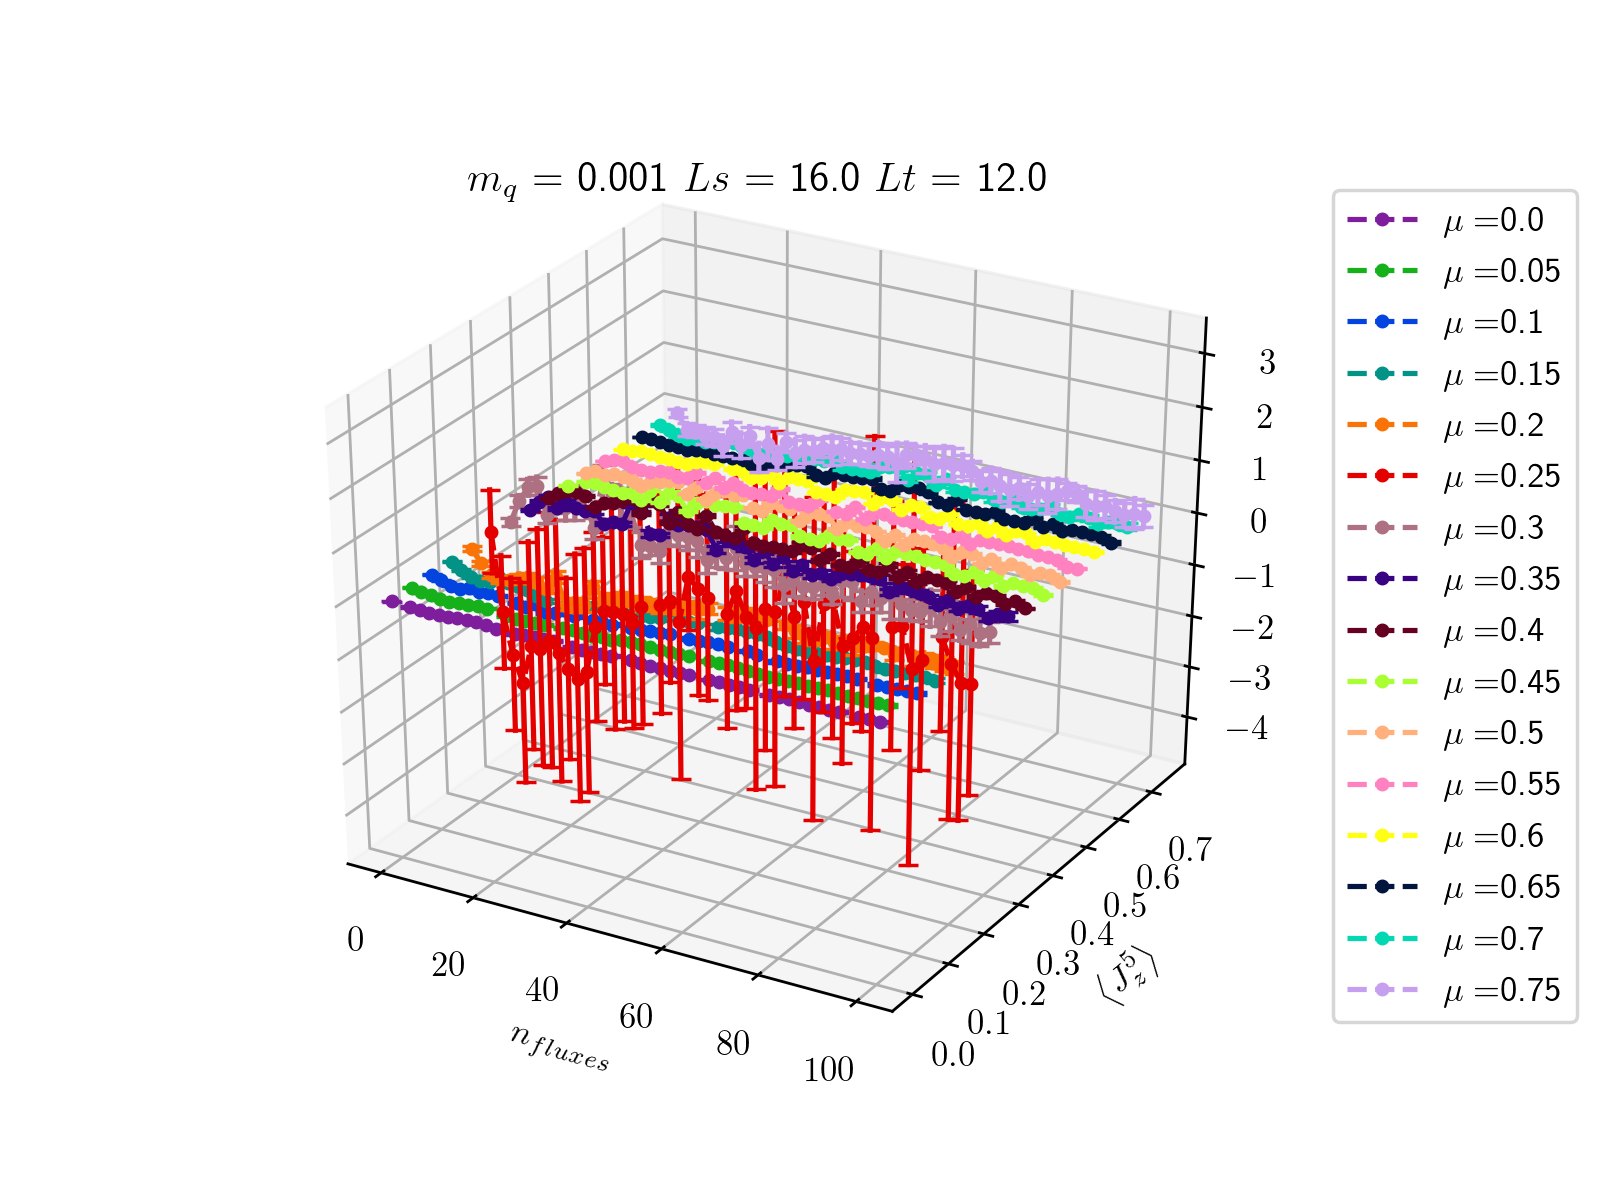 m_q = 0.001 Ls = 16.0 Lt = 12.0
3
2
1
0
−1
−2
−3
−4
0.7
0.6
0.5
0.4
0.3
0.2
0.1
0.0
⟨J_z^5⟩
0
20
40
60
80
100
n_{fluxes}
μ =0.0
μ =0.05
μ =0.1
μ =0.15
μ =0.2
μ =0.25
μ =0.3
μ =0.35
μ =0.4
μ =0.45
μ =0.5
μ =0.55
μ =0.6
μ =0.65
μ =0.7
μ =0.75